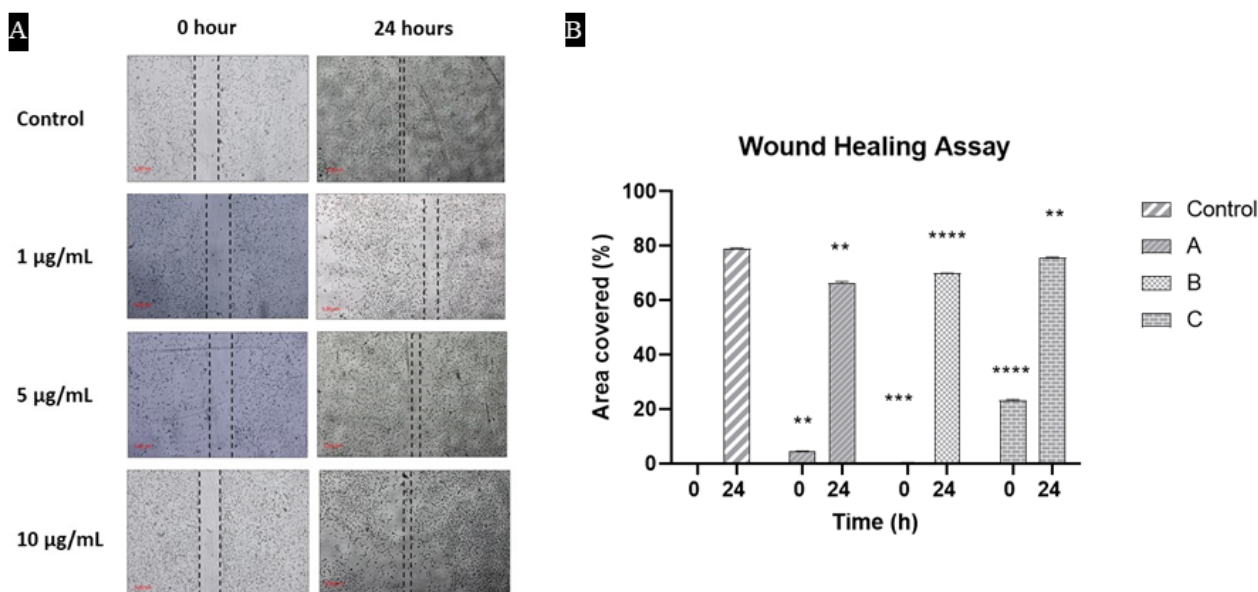 A
0 hour
24 hours
Control
1 µg/mL
5 µg/mL
10 µg/mL
B
Wound Healing Assay
Area covered (%)
100
80
60
40
20
0
**
**
***
****
****
**
0 24 0 24 0 24 0 24
Time (h)
Control
A
B
C